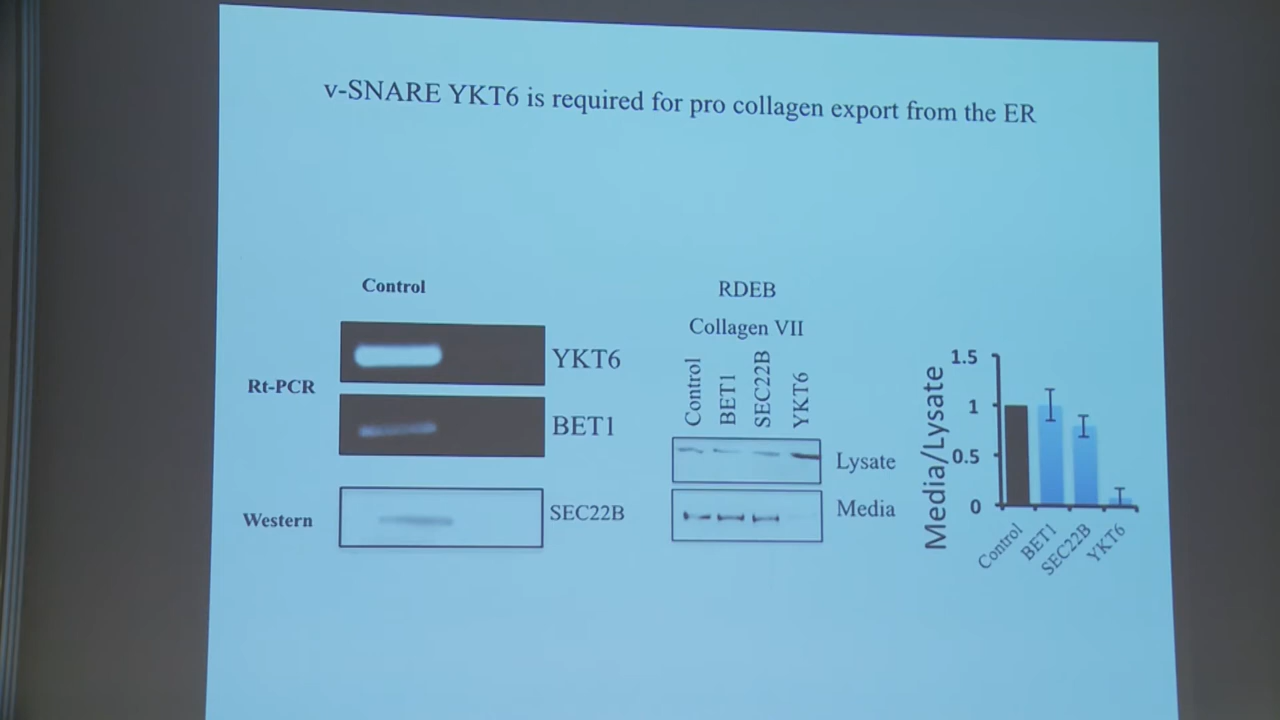 v-SNARE YKT6 is required for pro collagen export from the ER
Control
YKT6
Rt-PCR
BET1
Western
SEC22B
RDEB
Collagen VII
Control
BET1
SEC22B
YKT6
Lysate
Media
Media/Lysate
1.5
1
0.5
0
Control
BET1
SEC22B
YKT6